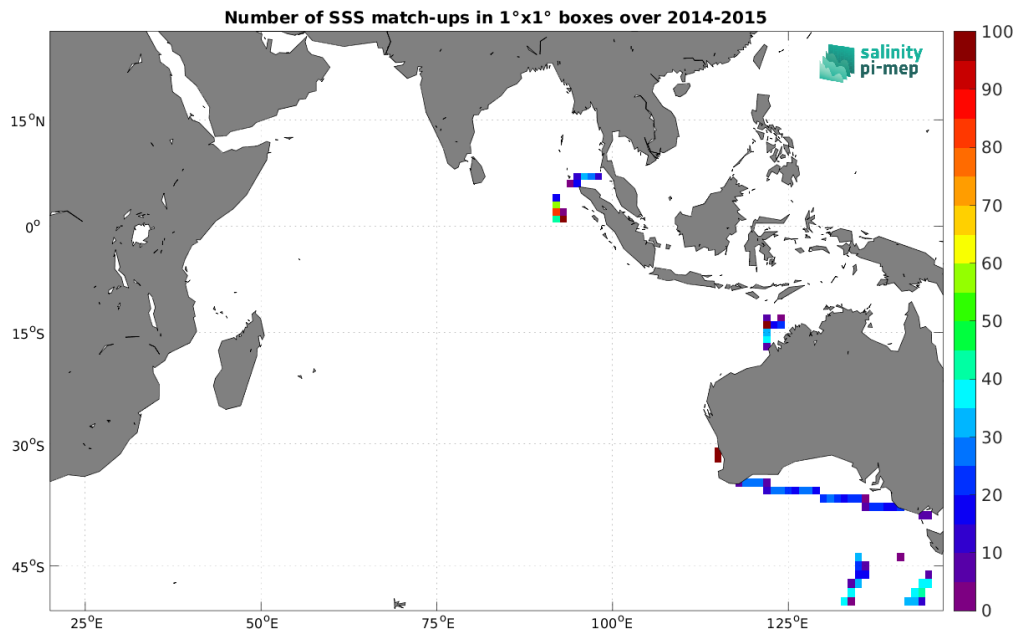 Number of SSS match-ups in 1°x1° boxes over 2014-2015
salinity
pi-mep
15°N
0°
15°S
30°S
45°S
25°E
50°E
75°E
100°E
125°E
100
90
80
70
60
50
40
30
20
10
0